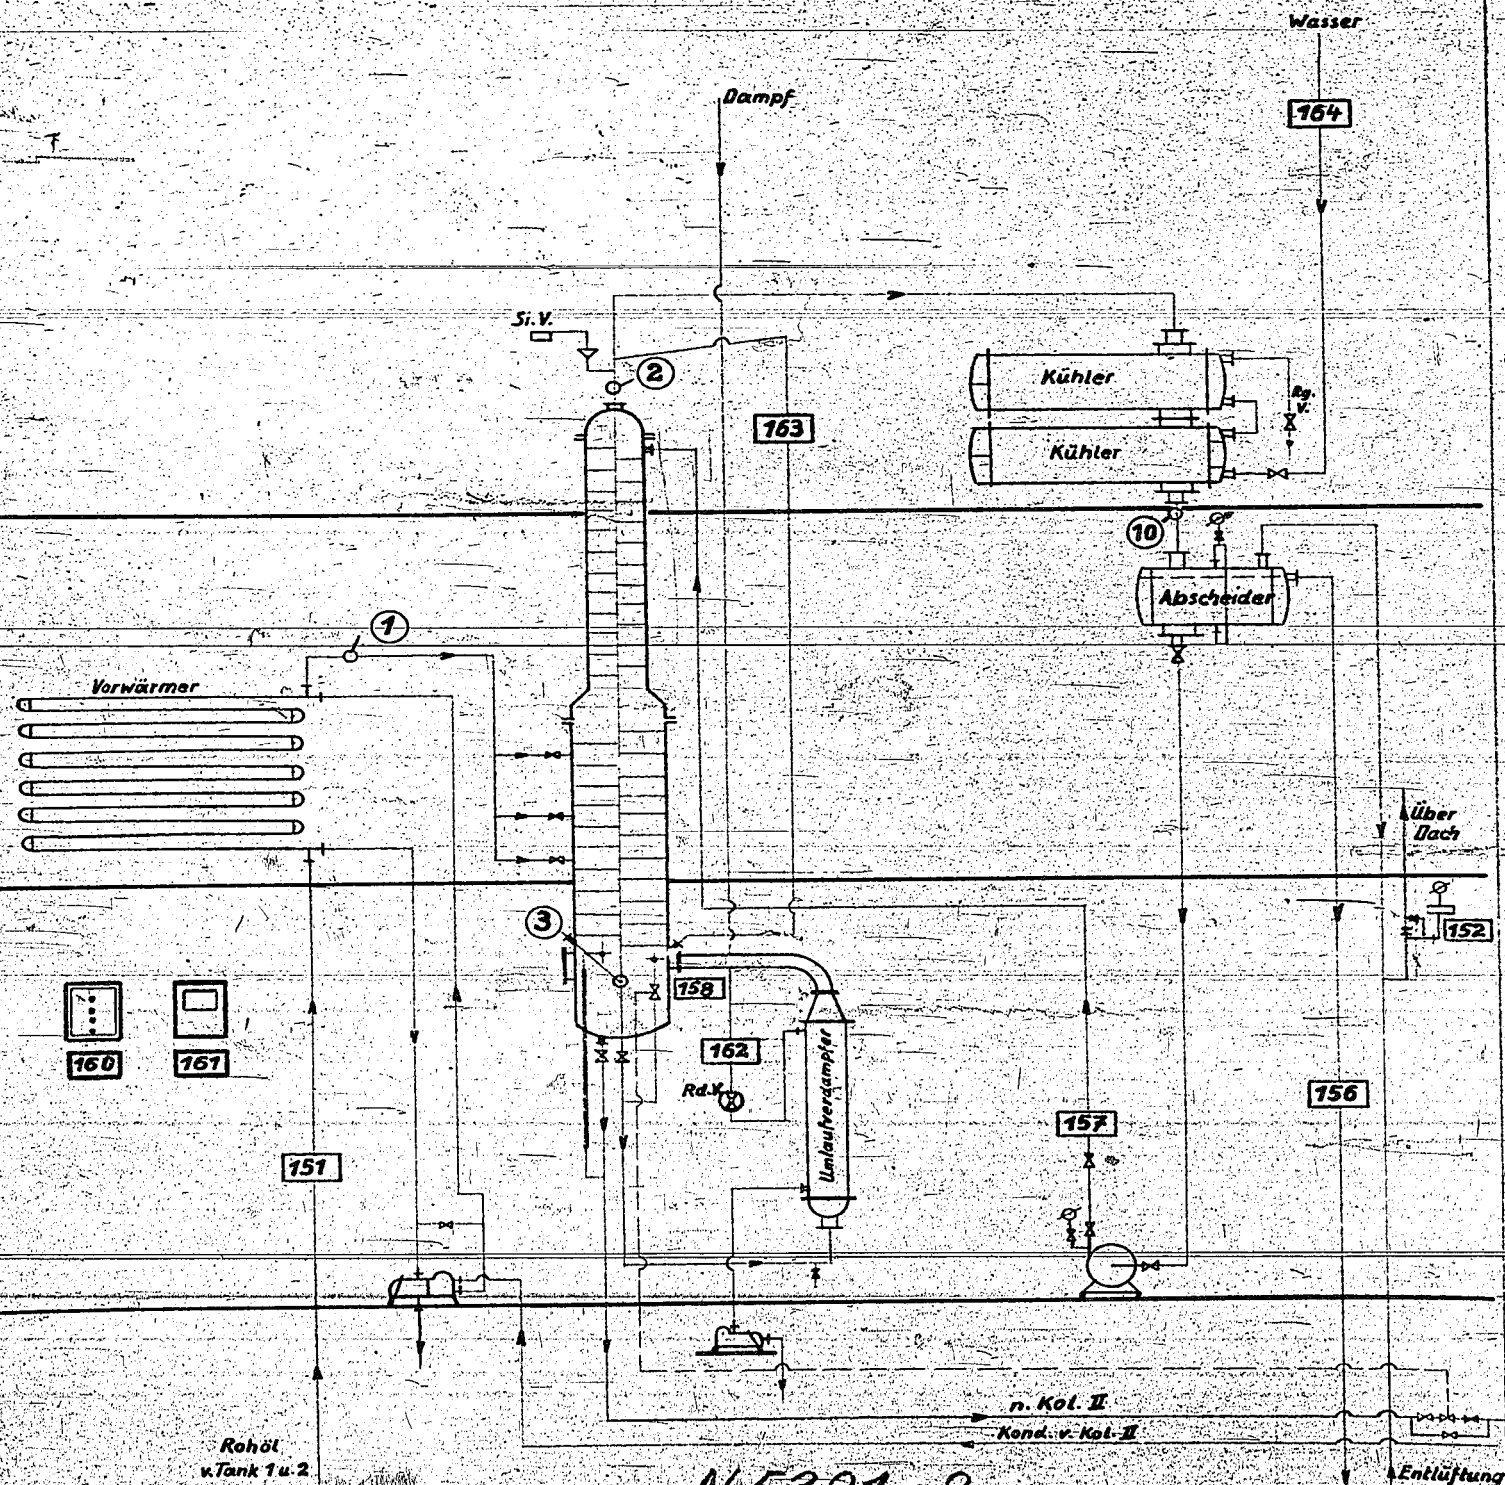 Wasser
Dampf
164
Si.V.
2
Kühler
Rg.
V.
163
Kühler
10
Abscheider
1
Vorwärmer
Über
Dach
3
152
158
160
161
162
Rd.V.
Umlaufverdampfer
156
157
151
n. Kol. II
Kond. v. Kol. II
Rohöl
v. Tank 1 u. 2
Entlüftung